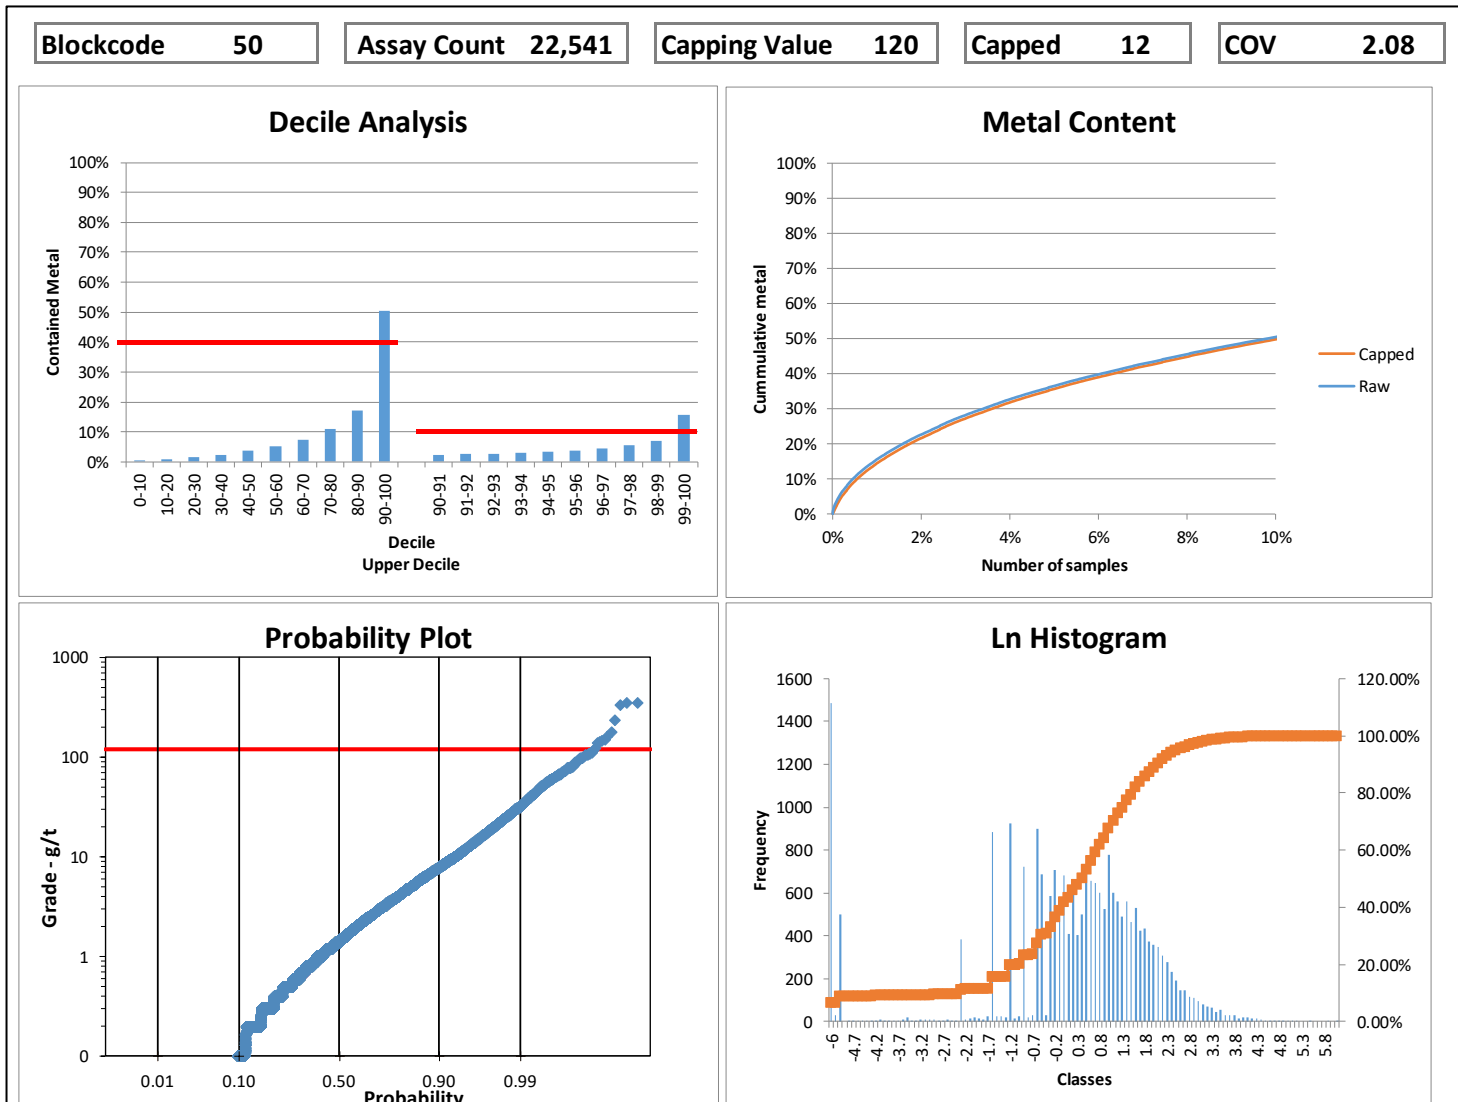 Blockcode 50 Assay Count 22,541 Capping Value 120 Capped 12 COV 2.08
Decile Analysis
100%
90%
80%
70%
60%
50%
40%
30%
20%
10%
0%
Contained Metal
0-10 10-20 20-30 30-40 40-50 50-60 60-70 70-80 80-90 90-100 90-91 91-92 92-93 93-94 94-95 95-96 96-97 97-98 98-99 99-100
Decile
Upper Decile
Metal Content
100%
90%
80%
70%
60%
50%
40%
30%
20%
10%
0%
Cummulative metal
0% 2% 4% 6% 8% 10%
Number of samples
Capped
Raw
Probability Plot
1000
100
10
1
0
Grade - g/t
0.01 0.10 0.50 0.90 0.99
Probability
Ln Histogram
1600
1400
1200
1000
800
600
400
200
0
Frequency
120.00%
100.00%
80.00%
60.00%
40.00%
20.00%
0.00%
-6 -4.7 -4.2 -3.7 -3.2 -2.7 -2.2 -1.7 -1.2 -0.7 -0.2 0.3 0.8 1.3 1.8 2.3 2.8 3.3 3.8 4.3 4.8 5.3 5.8
Classes